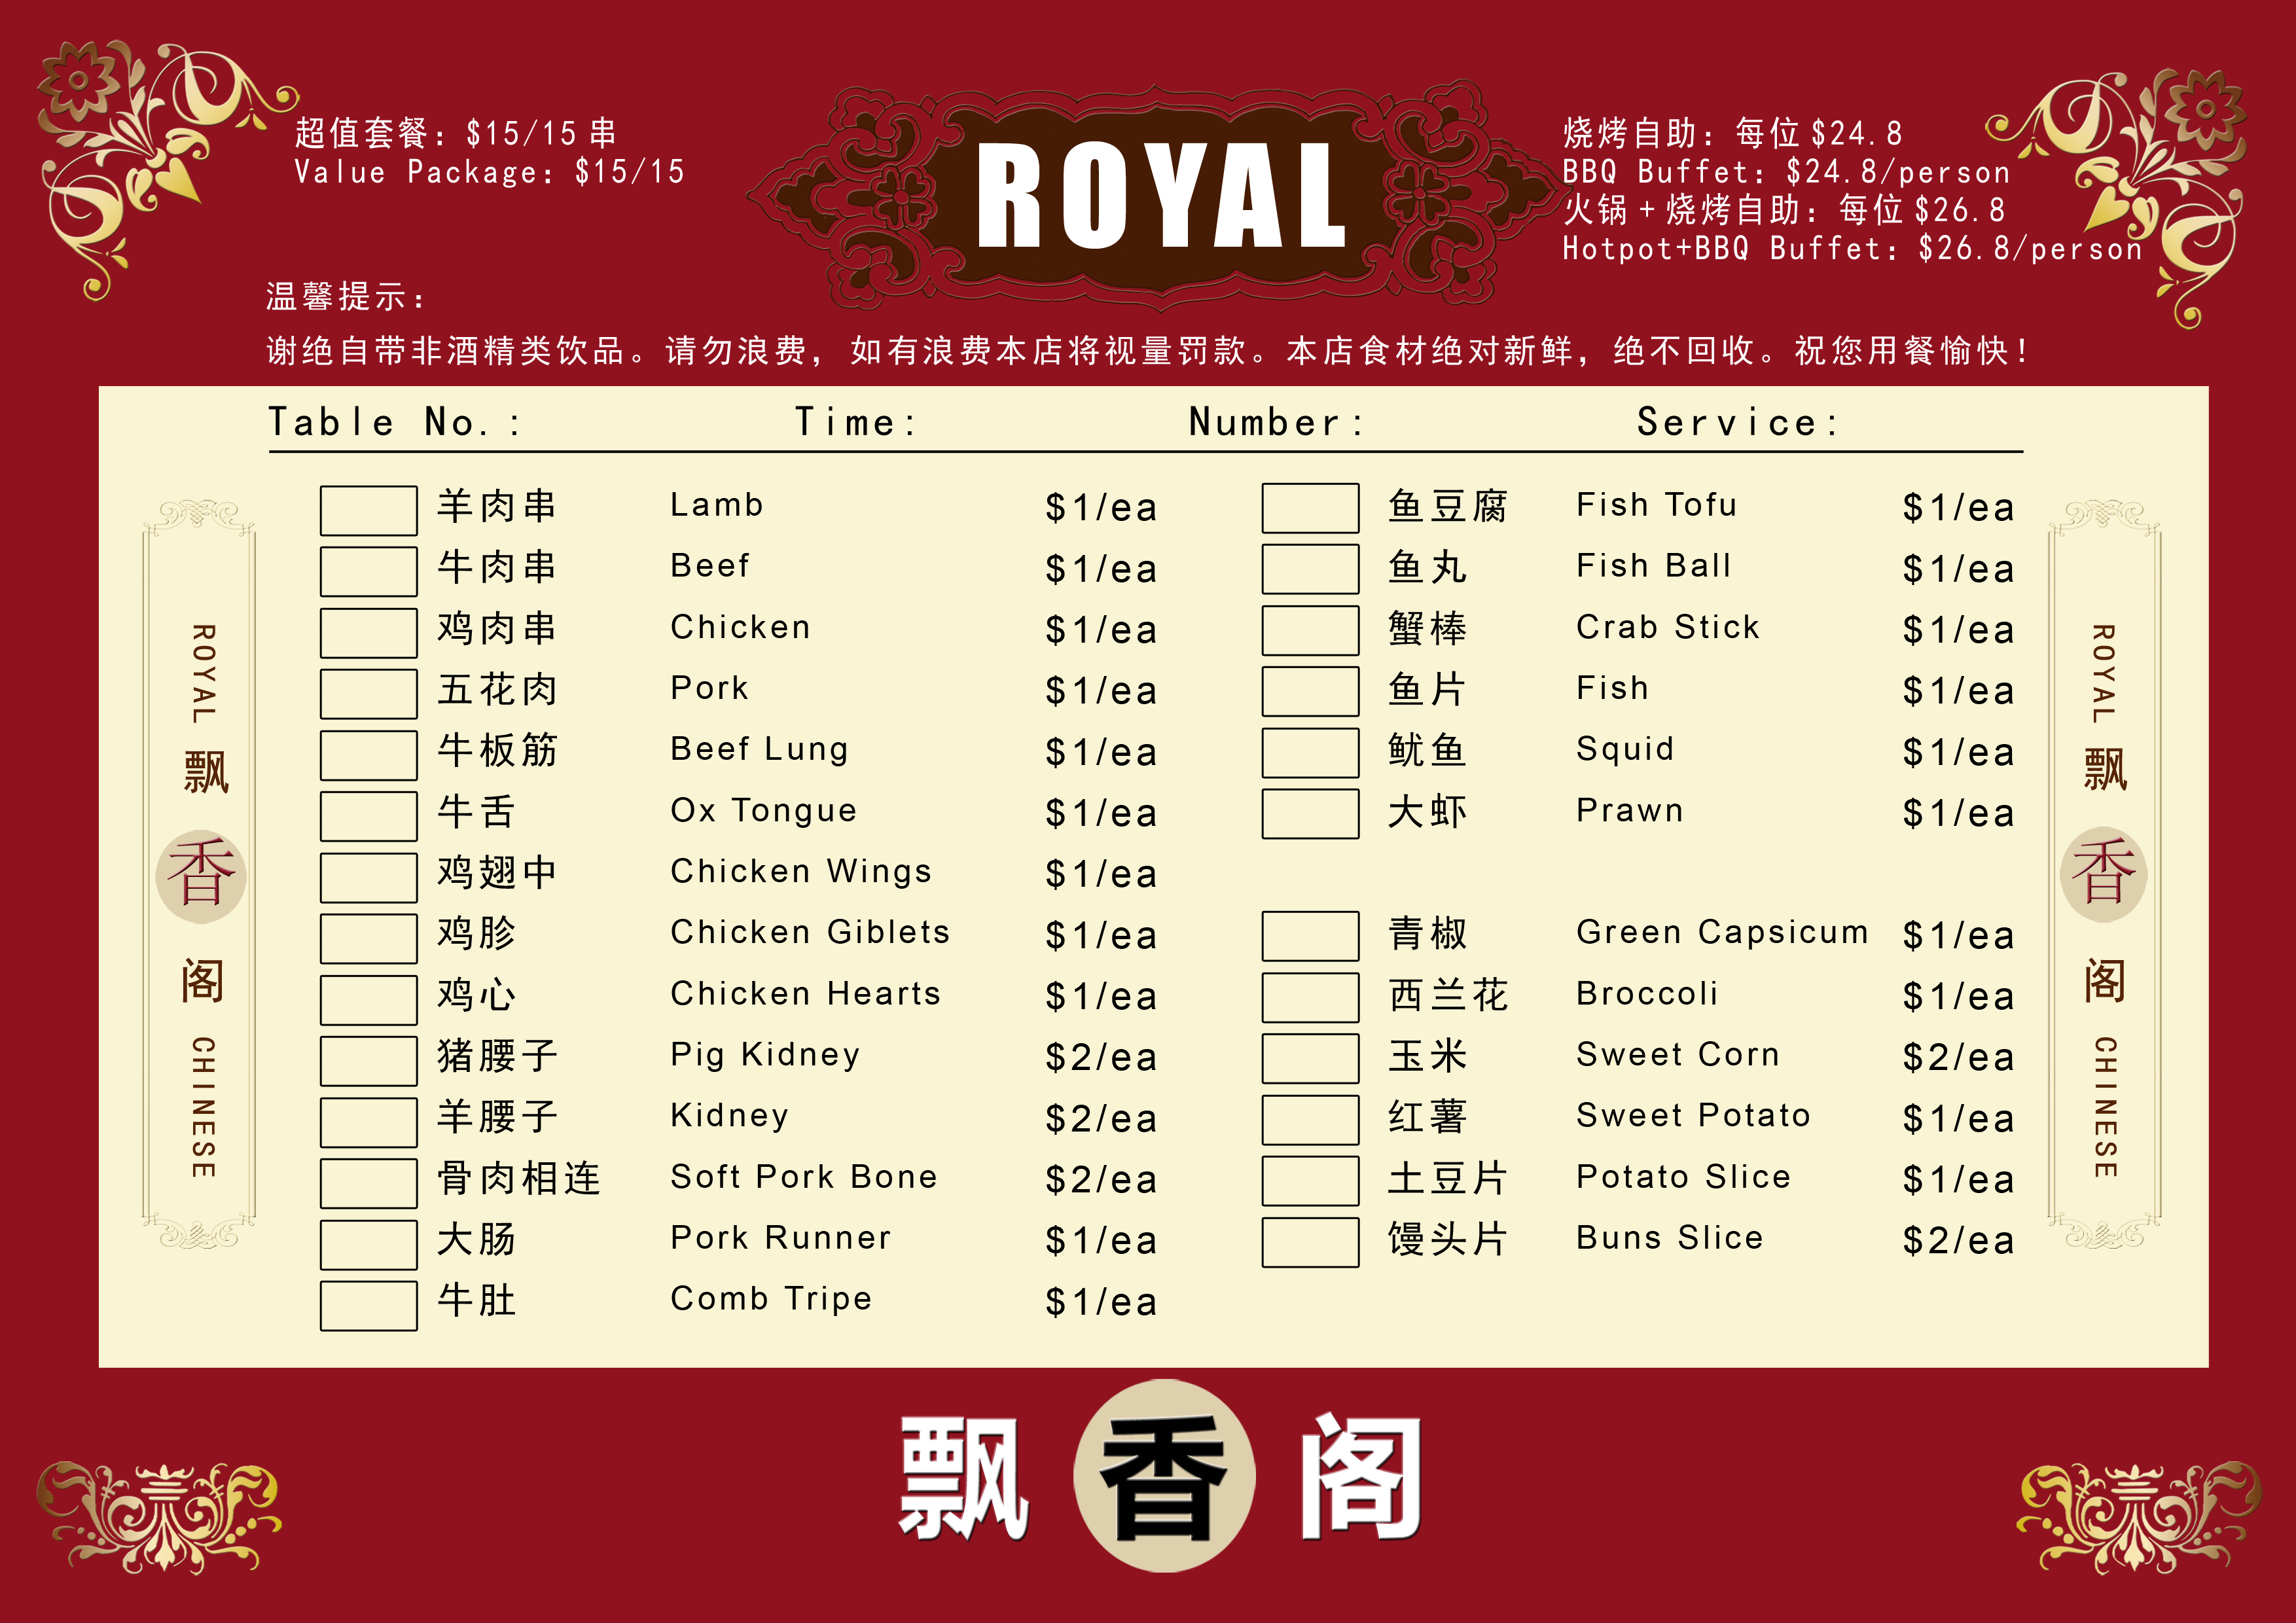 超值套餐：$15/15 串
Value Package: $15/15
ROYAL
烧烤自助：每位 $24.8
BBQ Buffet: $24.8/person
火锅 + 烧烤自助：每位 $26.8
Hotpot+BBQ Buffet: $26.8/person
温馨提示：
谢绝自带非酒精类饮品。请勿浪费，如有浪费本店将视量罚款。本店食材绝对新鲜，绝不回收。祝您用餐愉快！
Table No.: Time: Number: Service:
羊肉串 Lamb $1/ea
牛肉串 Beef $1/ea
鸡肉串 Chicken $1/ea
五花肉 Pork $1/ea
牛板筋 Beef Lung $1/ea
牛舌 Ox Tongue $1/ea
鸡翅中 Chicken Wings $1/ea
鸡胗 Chicken Giblets $1/ea
鸡心 Chicken Hearts $1/ea
猪腰子 Pig Kidney $2/ea
羊腰子 Kidney $2/ea
骨肉相连 Soft Pork Bone $2/ea
大肠 Pork Runner $1/ea
牛肚 Comb Tripe $1/ea
鱼豆腐 Fish Tofu $1/ea
鱼丸 Fish Ball $1/ea
蟹棒 Crab Stick $1/ea
鱼片 Fish $1/ea
鱿鱼 Squid $1/ea
大虾 Prawn $1/ea
青椒 Green Capsicum $1/ea
西兰花 Broccoli $1/ea
玉米 Sweet Corn $2/ea
红薯 Sweet Potato $1/ea
土豆片 Potato Slice $1/ea
馒头片 Buns Slice $2/ea
ROYAL 飘香阁 CHINESE
ROYAL 飘香阁 CHINESE
飘香阁